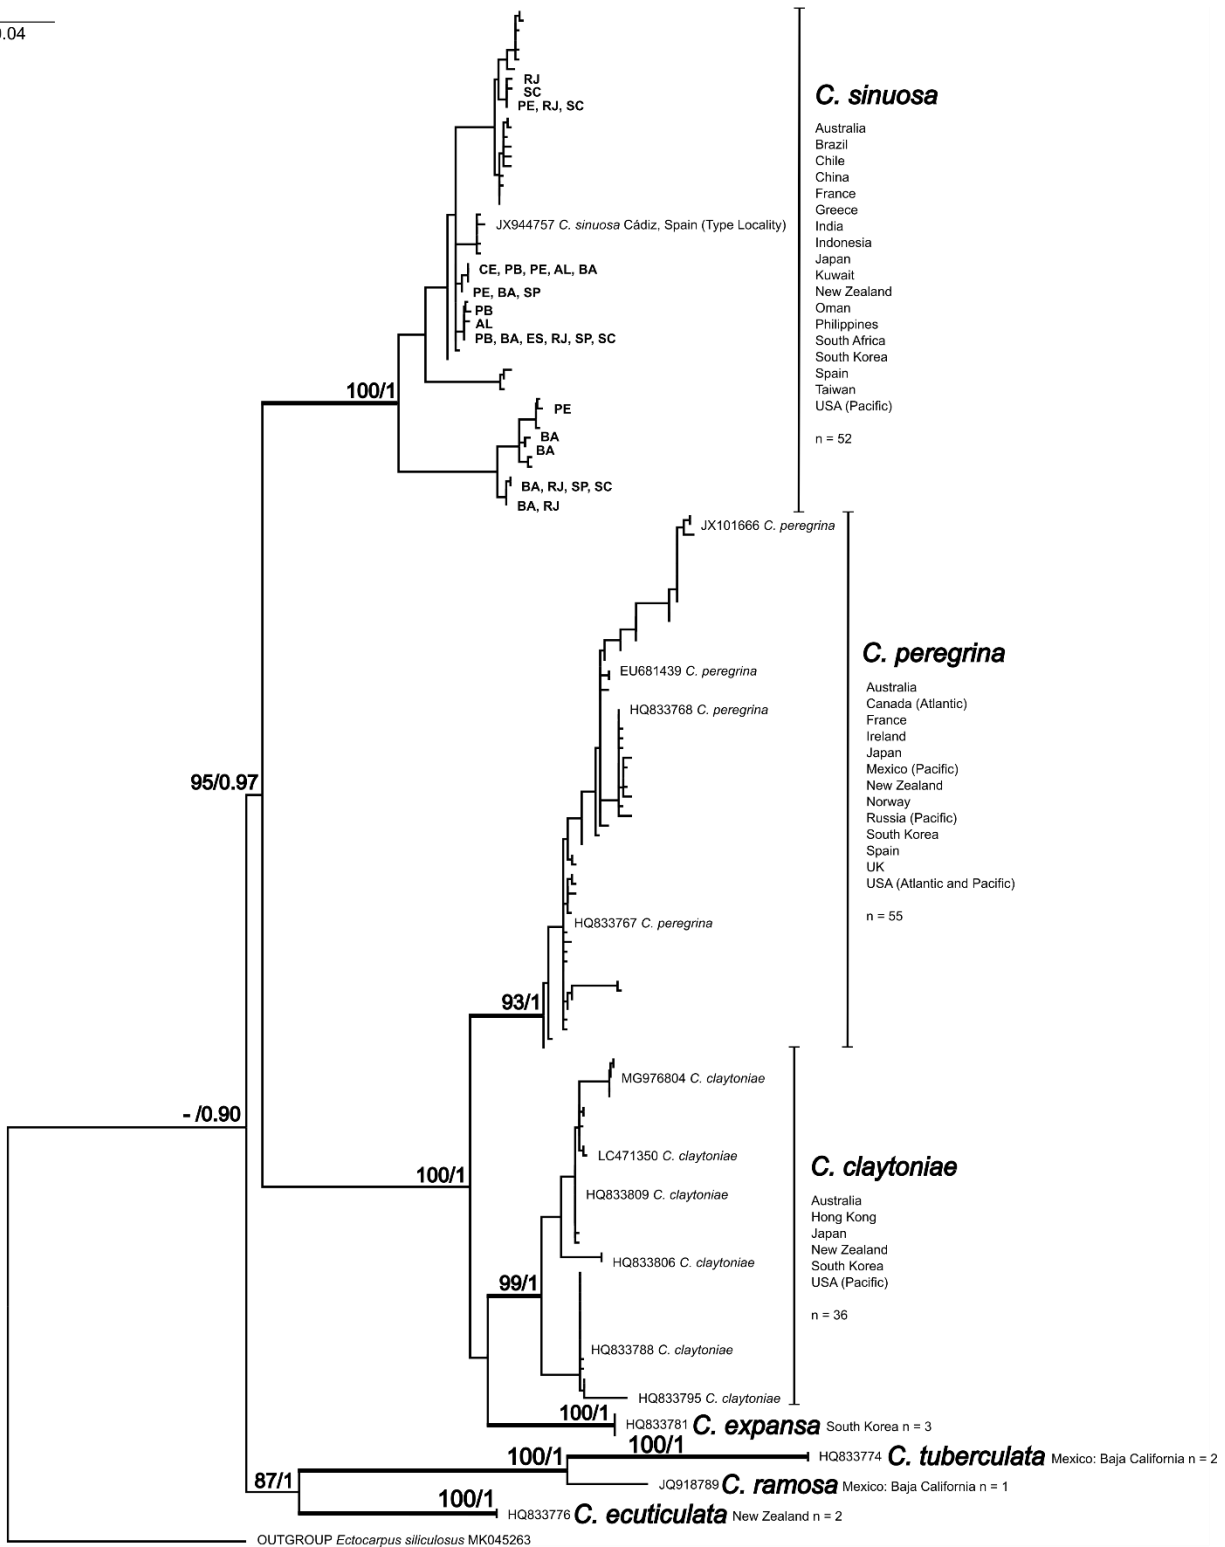 0.04
RJ
SC
PE, RJ, SC
JX944757 C. sinuosa Cádiz, Spain (Type Locality)
CE, PB, PE, AL, BA
PE, BA, SP
PB
AL
PB, BA, ES, RJ, SP, SC
100/1
PE
BA
BA
BA, RJ, SP, SC
BA, RJ
C. sinuosa
Australia
Brazil
Chile
China
France
Greece
India
Indonesia
Japan
Kuwait
New Zealand
Oman
Philippines
South Africa
South Korea
Spain
Taiwan
USA (Pacific)
n = 52
JX101666 C. peregrina
EU681439 C. peregrina
HQ833768 C. peregrina
95/0.97
HQ833767 C. peregrina
93/1
C. peregrina
Australia
Canada (Atlantic)
France
Ireland
Japan
Mexico (Pacific)
New Zealand
Norway
Russia (Pacific)
South Korea
Spain
UK
USA (Atlantic and Pacific)
n = 55
MG976804 C. claytoniae
- /0.90
LC471350 C. claytoniae
100/1
HQ833809 C. claytoniae
HQ833806 C. claytoniae
99/1
HQ833788 C. claytoniae
HQ833795 C. claytoniae
C. claytoniae
Australia
Hong Kong
Japan
New Zealand
South Korea
USA (Pacific)
n = 36
100/1 HQ833781 C. expansa South Korea n = 3
100/1 100/1 HQ833774 C. tuberculata Mexico: Baja California n = 2
87/1 JQ918789 C. ramosa Mexico: Baja California n = 1
100/1 HQ833776 C. ecuticulata New Zealand n = 2
OUTGROUP Ectocarpus siliculosus MK045263